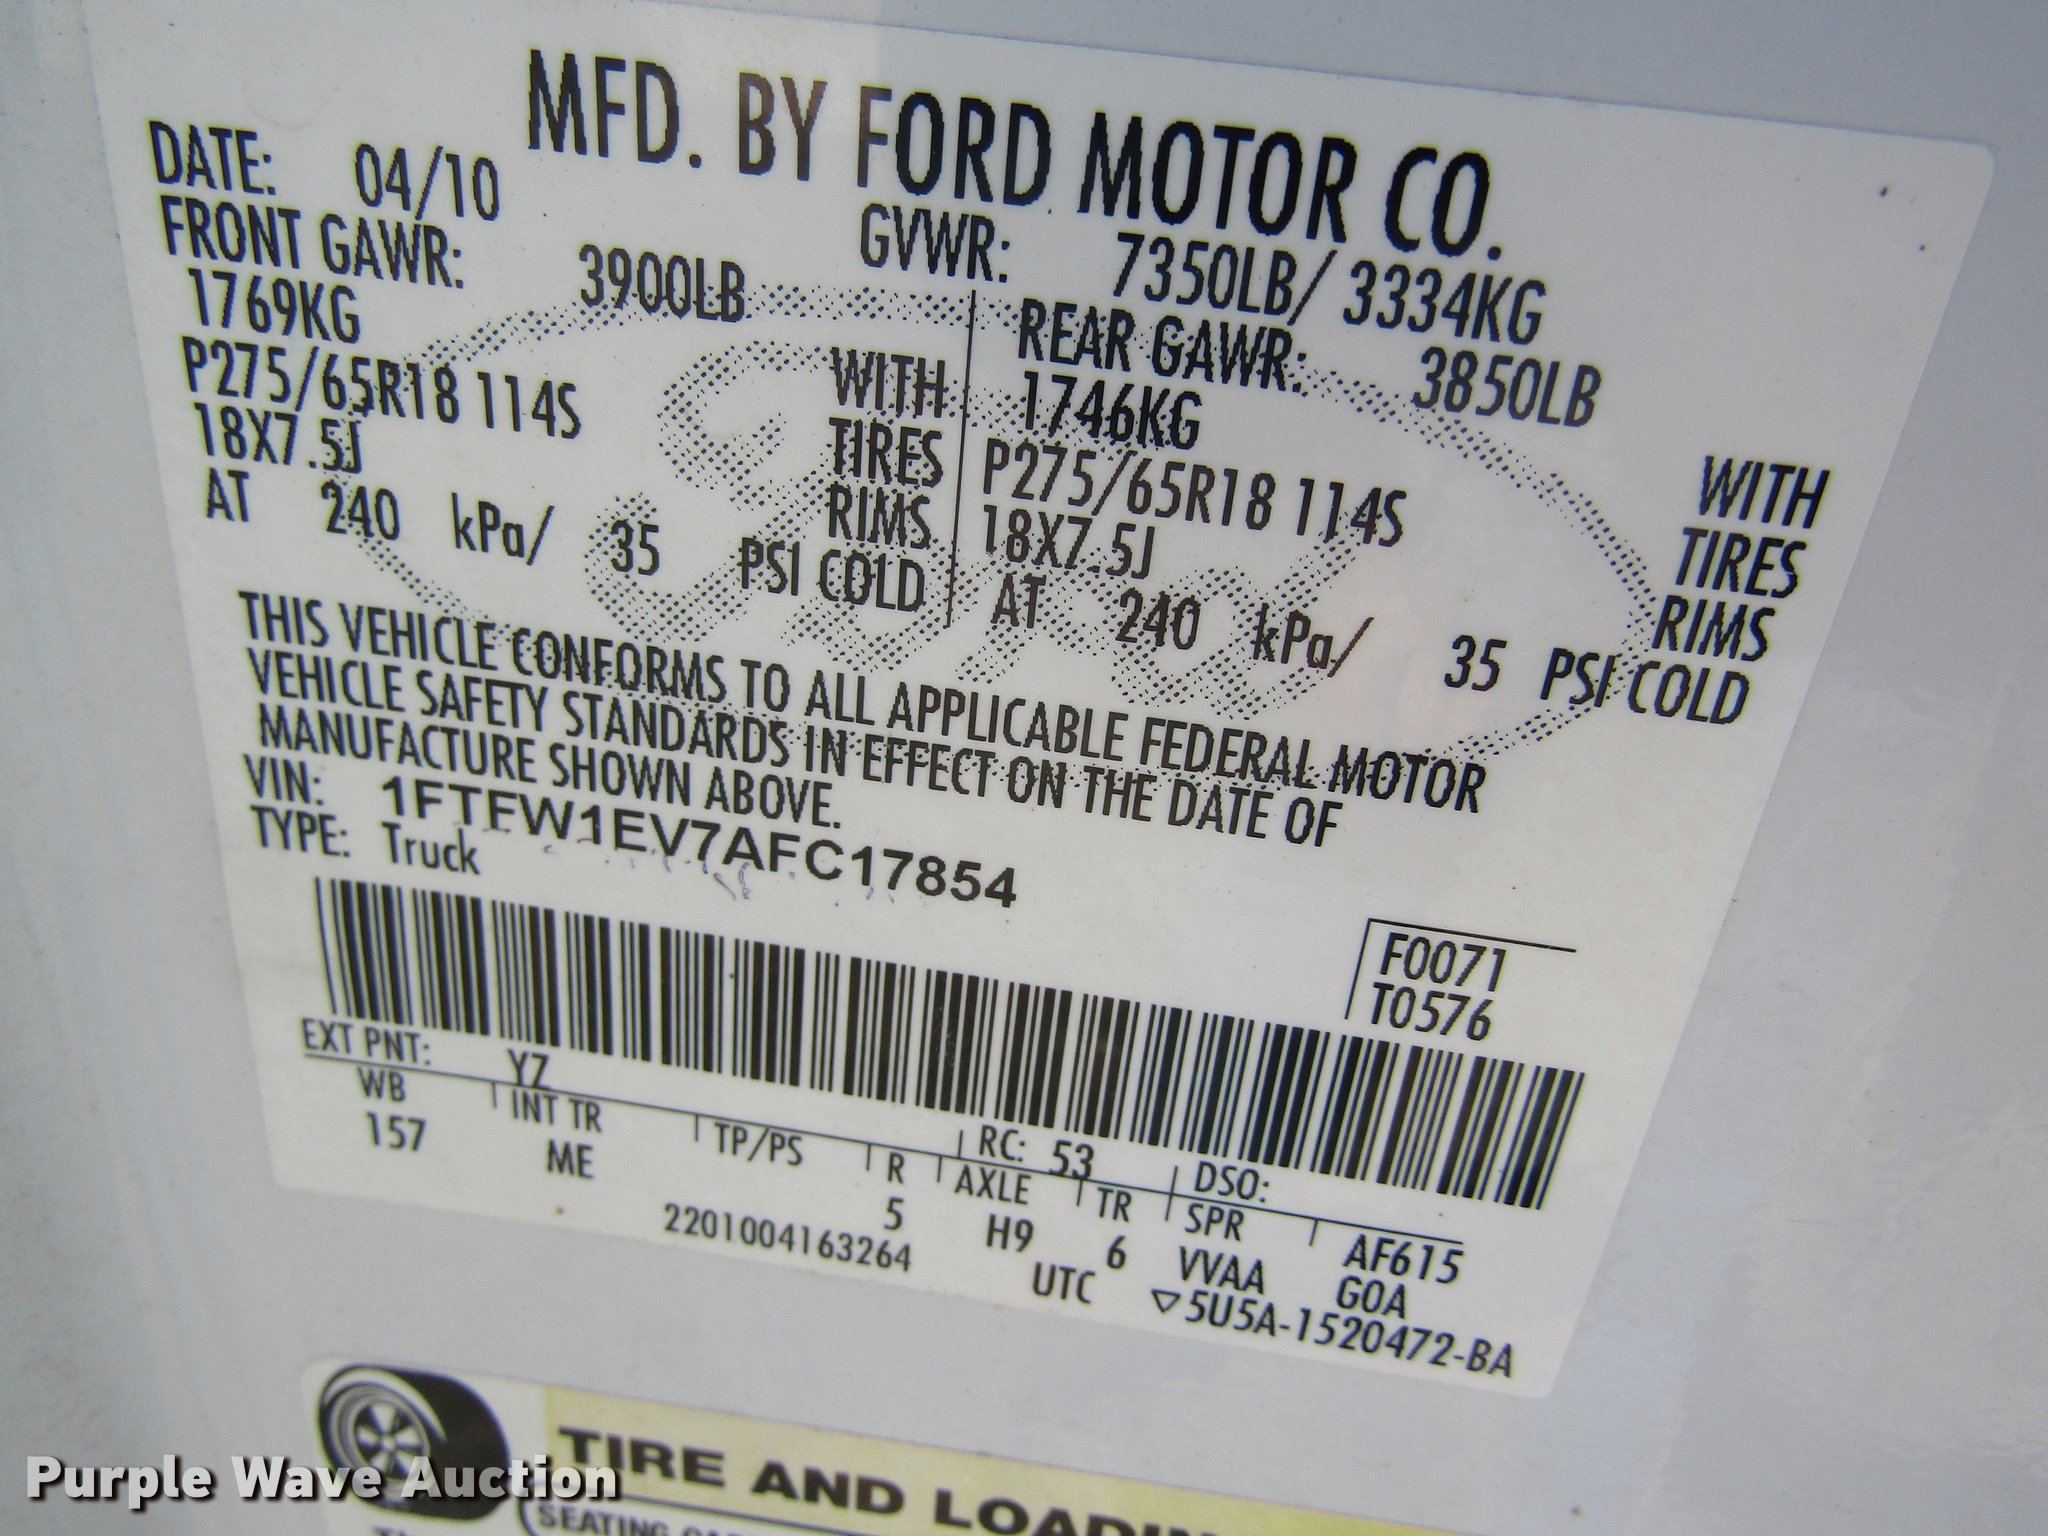 MFD. BY FORD MOTOR CO.
DATE: 04/10 GVWR: 7350LB/ 3334KG
FRONT GAWR: 3900LB REAR GAWR: 3850LB
1769KG WITH 1746KG WITH
P275/65R18 114S TIRES P275/65R18 114S TIRES
18X7.5J RIMS 18X7.5J RIMS
AT 240 kPa/ 35 PSI COLD AT 240 kPa/ 35 PSI COLD
THIS VEHICLE CONFORMS TO ALL APPLICABLE FEDERAL MOTOR
VEHICLE SAFETY STANDARDS IN EFFECT ON THE DATE OF
MANUFACTURE SHOWN ABOVE.
VIN: 1FTFW1EV7AFC17854
TYPE: Truck
F0071
T0576
EXT PNT: YZ RC: 53 DSO:
WB INT TR TP/PS R AXLE TR SPR AF615
157 ME 5 H9 6 VVAA G0A
2201004163264 UTC ▽5U5A-1520472-BA
TIRE AND LOADIN
SEATING
Purple Wave Auction